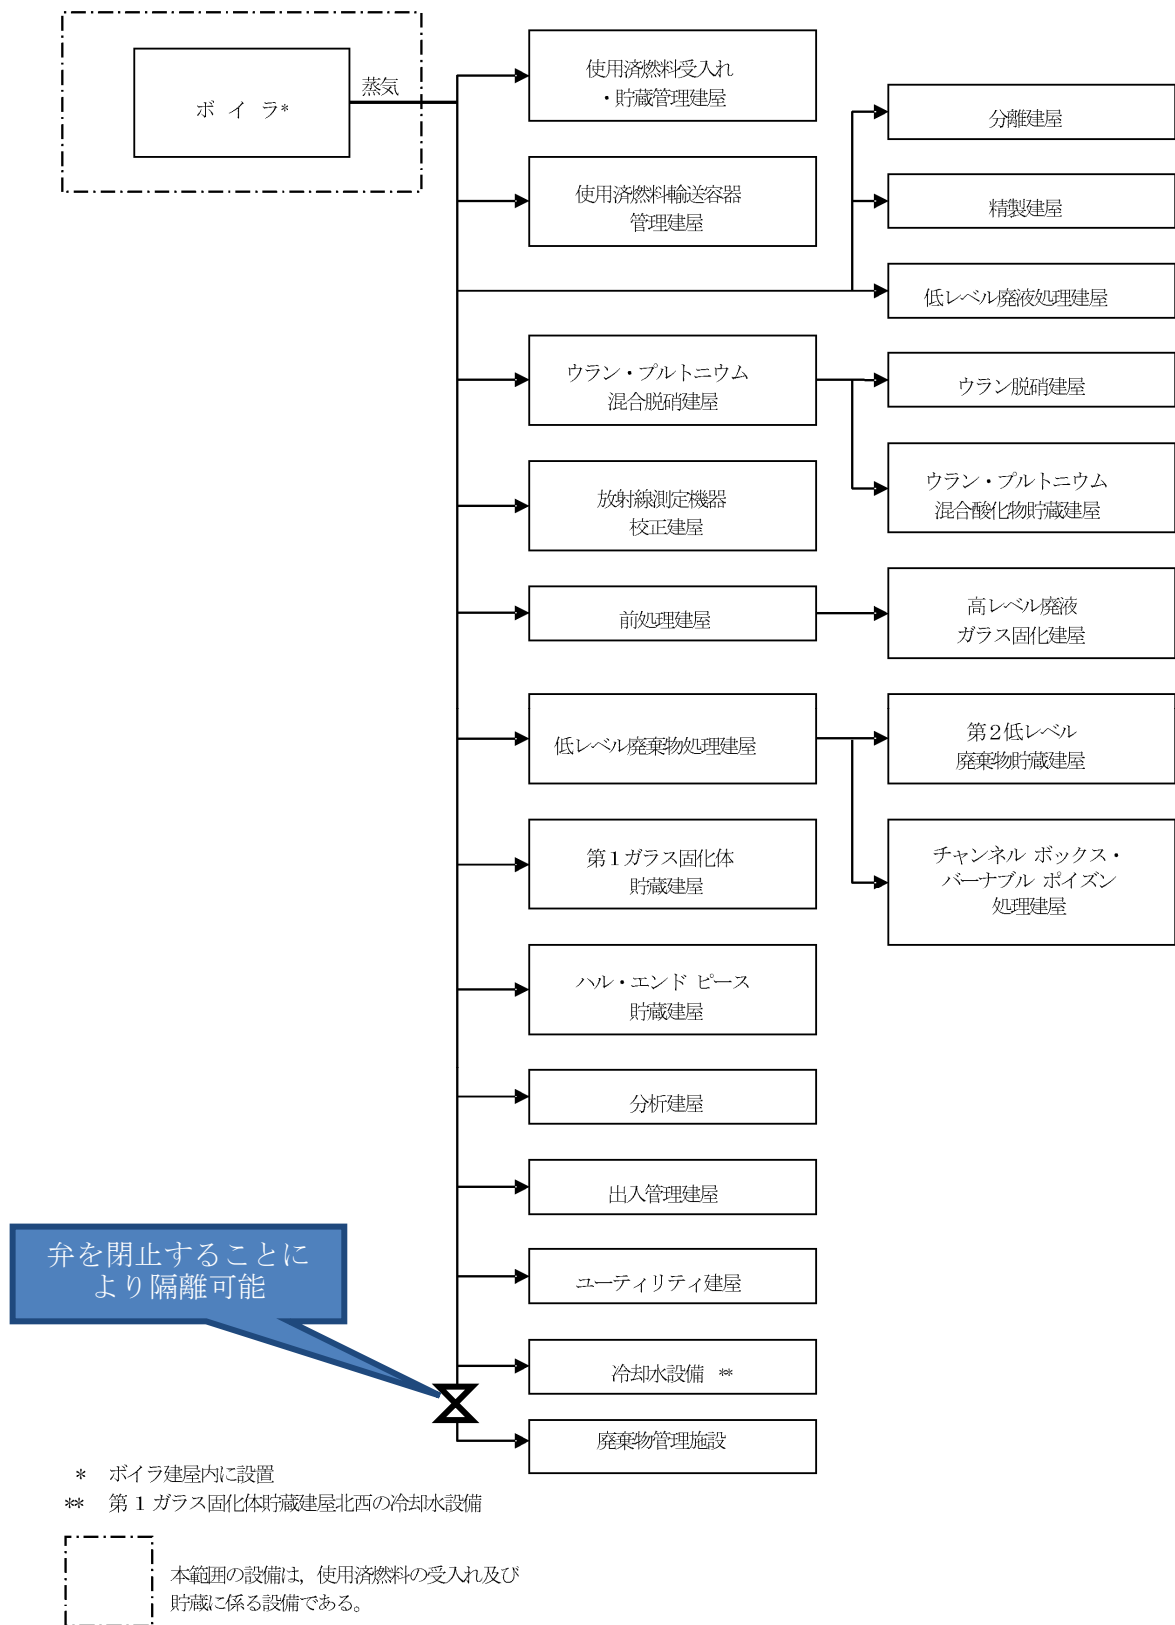 ボイラ*
蒸気
使用済燃料受入れ
・貯蔵管理建屋
使用済燃料輸送容器
管理建屋
分離建屋
精製建屋
低レベル廃液処理建屋
ウラン・プルトニウム
混合脱硝建屋
ウラン脱硝建屋
ウラン・プルトニウム
混合酸化物貯蔵建屋
放射線測定機器
校正建屋
前処理建屋
高レベル廃液
ガラス固化建屋
低レベル廃棄物処理建屋
第2低レベル
廃棄物貯蔵建屋
チャンネル ボックス・
バーナブル ポイズン
処理建屋
第1ガラス固化体
貯蔵建屋
ハル・エンド ピース
貯蔵建屋
分析建屋
出入管理建屋
ユーティリティ建屋
冷却水設備 **
廃棄物管理施設
弁を閉止することに
より隔離可能
* ボイラ建屋内に設置
** 第1ガラス固化体貯蔵建屋北西の冷却水設備
本範囲の設備は，使用済燃料の受入れ及び
貯蔵に係る設備である。